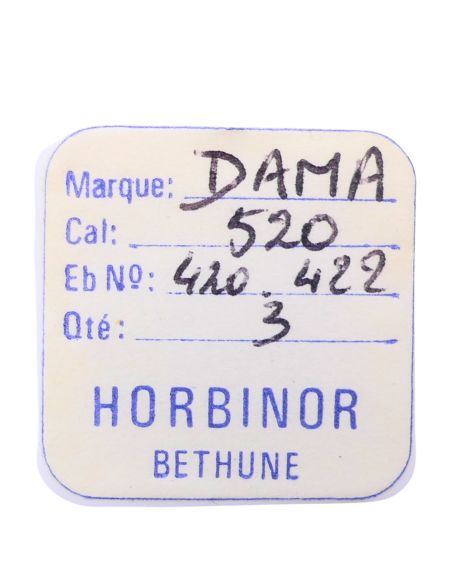 Marque: DAMA
Cal: 520
Eb Nº: 420. 422
Qté: 3
HORBINOR
BETHUNE